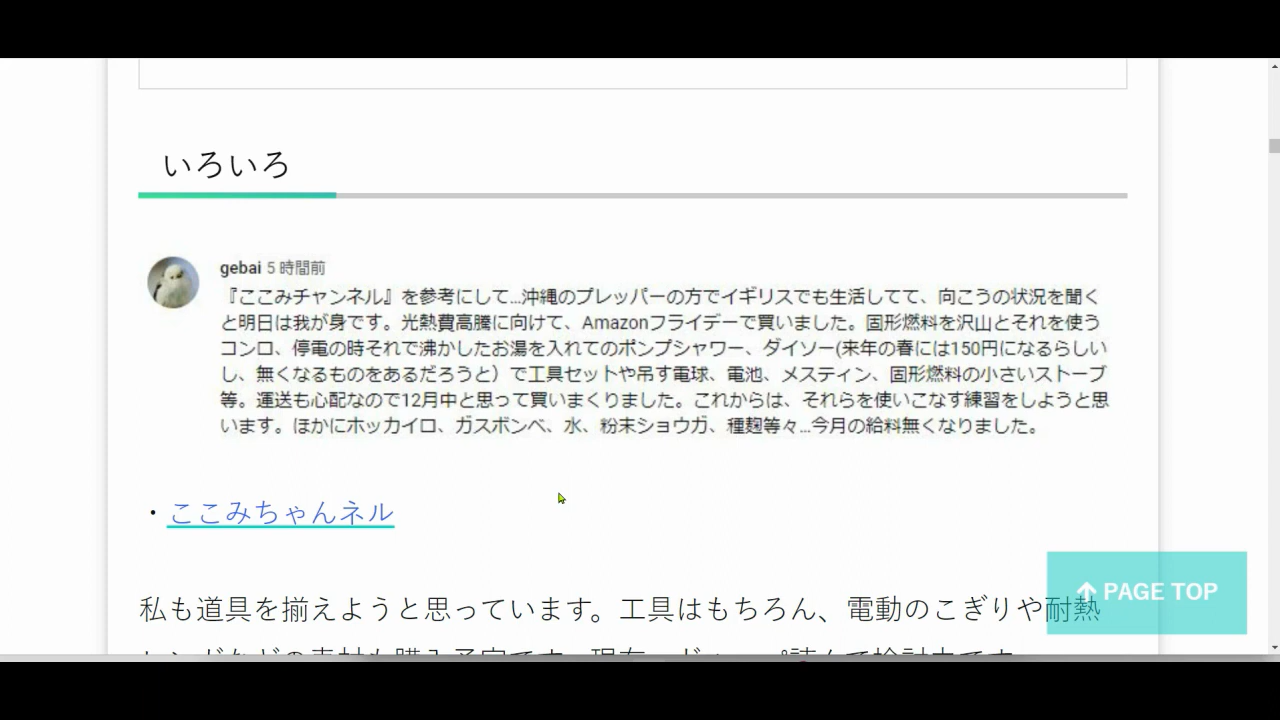 いろいろ
gebai 5 時間前
『ここみチャンネル』を参考にして...沖縄のプレッパーの方でイギリスでも生活してて、向こうの状況を聞く
と明日は我が身です。光熱費高騰に向けて、Amazonフライデーで買いました。固形燃料を沢山とそれを使う
コンロ、停電の時それで沸かしたお湯を入れてのポンプシャワー、ダイソー(来年の春には150円になるらしい
し、無くなるものをあるだろうと）で工具セットや吊す電球、電池、メスティン、固形燃料の小さいストーブ
等。運送も心配なので12月中と思って買いまくりました。これからは、それらを使いこなす練習をしようと思
います。ほかにホッカイロ、ガスボンベ、水、粉末ショウガ、種麹等々...今月の給料無くなりました。
・ここみちゃんネル
私も道具を揃えようと思っています。工具はもちろん、電動のこぎりや耐熱
PAGE TOP